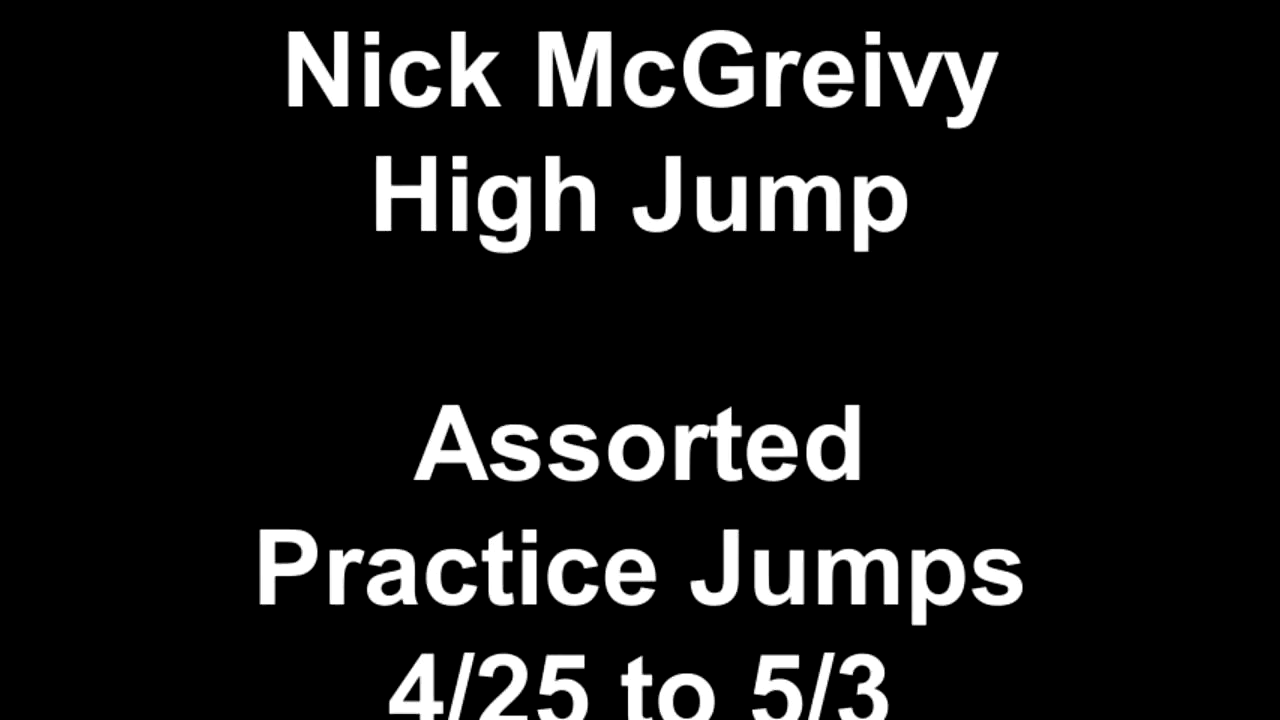 Nick McGreivy
High Jump
Assorted
Practice Jumps
4/25 to 5/3